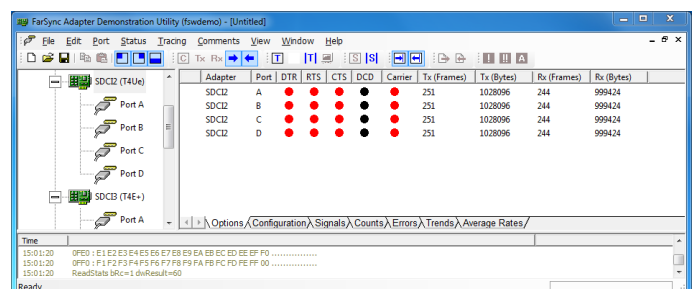 FarSync Adapter Demonstration Utility (fswdemo) - [Untitled]
File Edit Port Status Tracing Comments View Window Help
C Tx Rx T |T| S |S| II A
SDCI2 (T4Ue)
Port A
Port B
Port C
Port D
SDCI3 (T4E+)
Port A
Adapter Port DTR RTS CTS DCD Carrier Tx (Frames) Tx (Bytes) Rx (Frames) Rx (Bytes)
SDCI2 A 251 1028096 244 999424
SDCI2 B 251 1028096 244 999424
SDCI2 C 251 1028096 244 999424
SDCI2 D 251 1028096 244 999424
Options Configuration Signals Counts Errors Trends Average Rates
Time
15:01:20 0FE0 : E1 E2 E3 E4 E5 E6 E7 E8 E9 EA EB EC ED EE EF F0 ................
15:01:20 0FF0 : F1 F2 F3 F4 F5 F6 F7 F8 F9 FA FB FC FD FE FF 00 ................
15:01:20 ReadStats bRc=1 dwResult=60
Ready